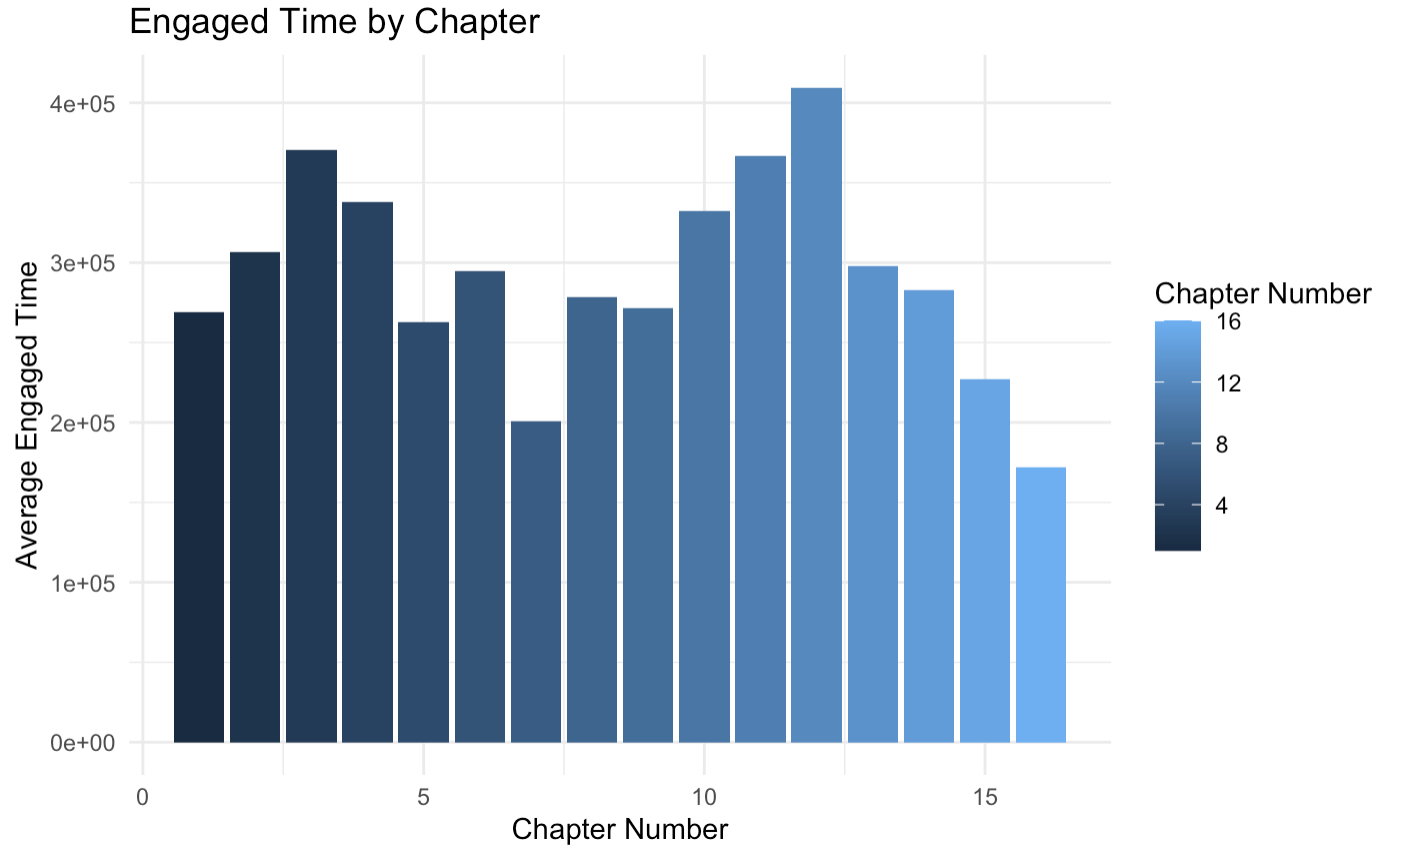 Engaged Time by Chapter
Average Engaged Time
4e+05
3e+05
2e+05
1e+05
0e+00
0 5 10 15
Chapter Number
Chapter Number
16
12
8
4